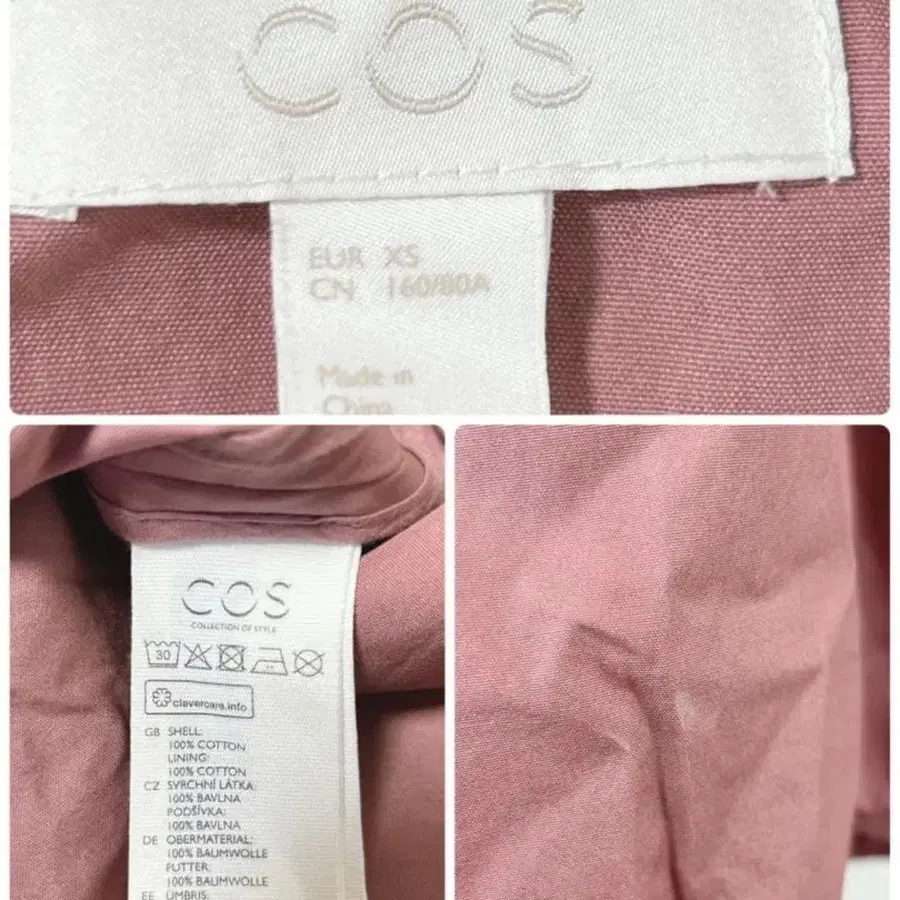 COS
EUR XS
CN 160/80A
Made in
China
COS
COLLECTION OF STYLE
30
clevercare.info
GB SHELL:
100% COTTON
LINING:
100% COTTON
CZ SVRCHNÍ LÁTKA:
100% BAVLNA
PODŠÍVKA:
100% BAVLNA
DE OBERMATERIAL:
100% BAUMWOLLE
FUTTER:
100% BAUMWOLLE
EE ÜMBRIS: